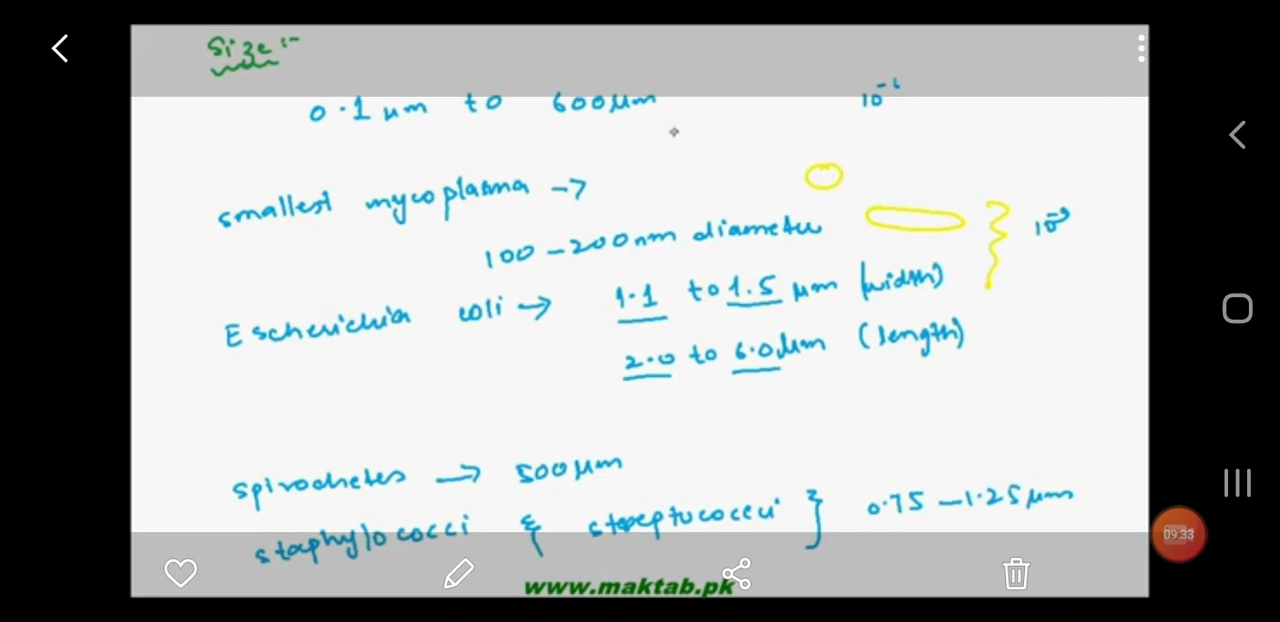 Size :-
0.1 µm to 600 µm
10⁻⁶
smallest mycoplasma →
100 – 200 nm diameter
10⁻⁹
Escherichia coli → 1.1 to 1.5 µm (width)
2.0 to 6.0 µm (length)
spirochetes → 500 µm
staphylococci & streptococci } 0.75 – 1.25 µm
09:33
www.maktab.pk